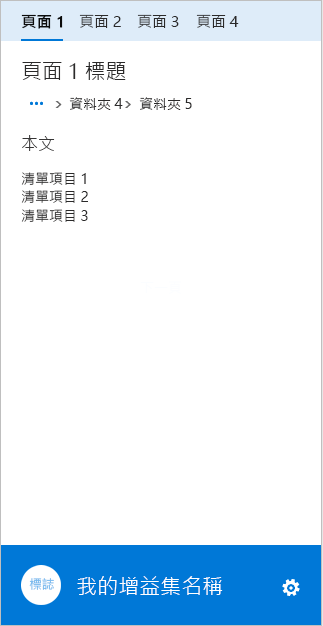 頁面 1 頁面 2 頁面 3 頁面 4
頁面 1 標題
••• > 資料夾 4> 資料夾 5
本文
清單項目 1
清單項目 2
清單項目 3
標誌 我的增益集名稱